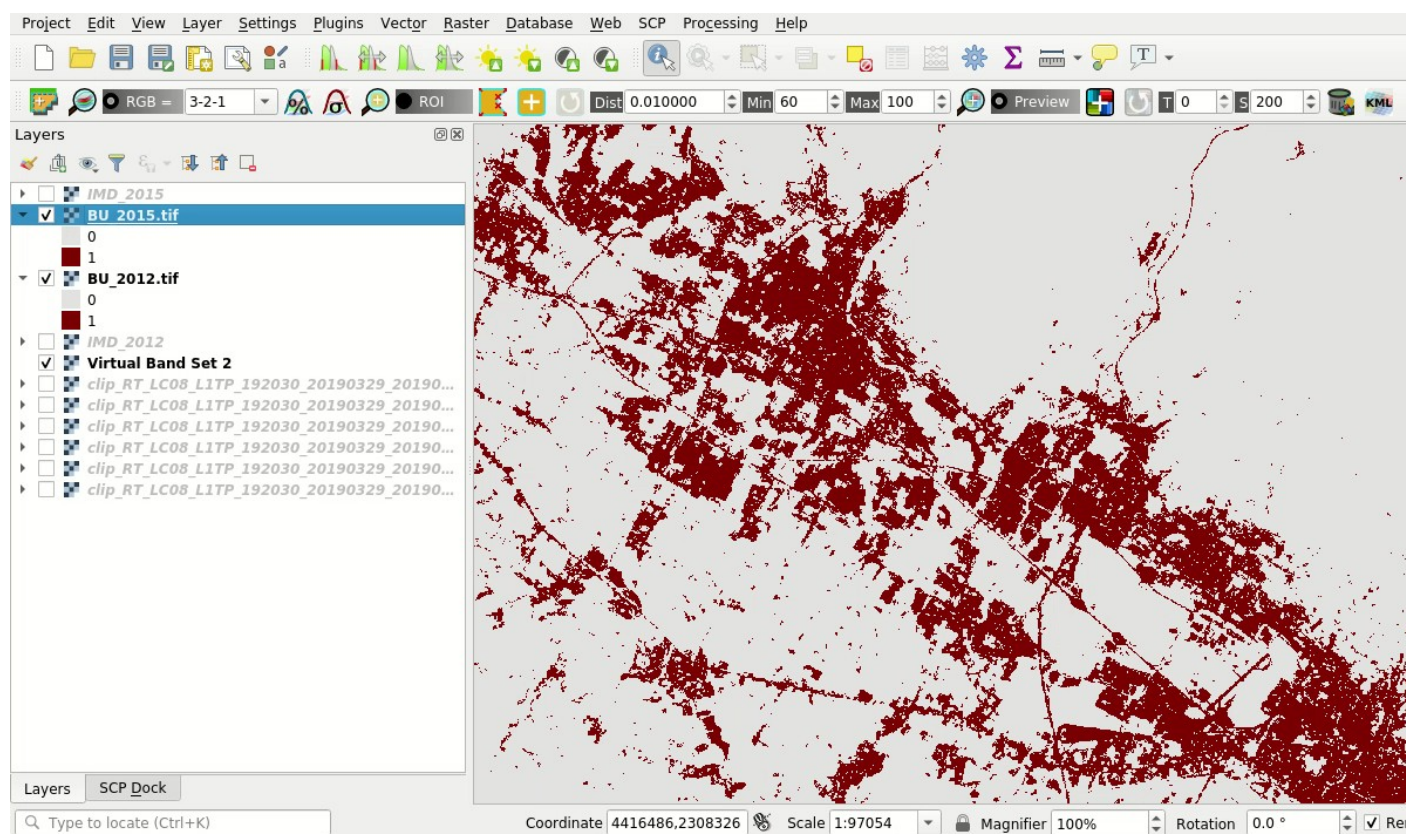 Project Edit View Layer Settings Plugins Vector Raster Database Web SCP Processing Help
a Σ T
RGB = 3-2-1 % σ ROI Dist 0.010000 Min 60 Max 100 Preview T 0 S 200 KML
Layers
IMD_2015
BU_2015.tif
0
1
BU_2012.tif
0
1
IMD_2012
Virtual Band Set 2
clip_RT_LC08_L1TP_192030_20190329_20190...
clip_RT_LC08_L1TP_192030_20190329_20190...
clip_RT_LC08_L1TP_192030_20190329_20190...
clip_RT_LC08_L1TP_192030_20190329_20190...
clip_RT_LC08_L1TP_192030_20190329_20190...
clip_RT_LC08_L1TP_192030_20190329_20190...
Layers SCP Dock
Type to locate (Ctrl+K) Coordinate 4416486,2308326 Scale 1:97054 Magnifier 100% Rotation 0.0 ° Re